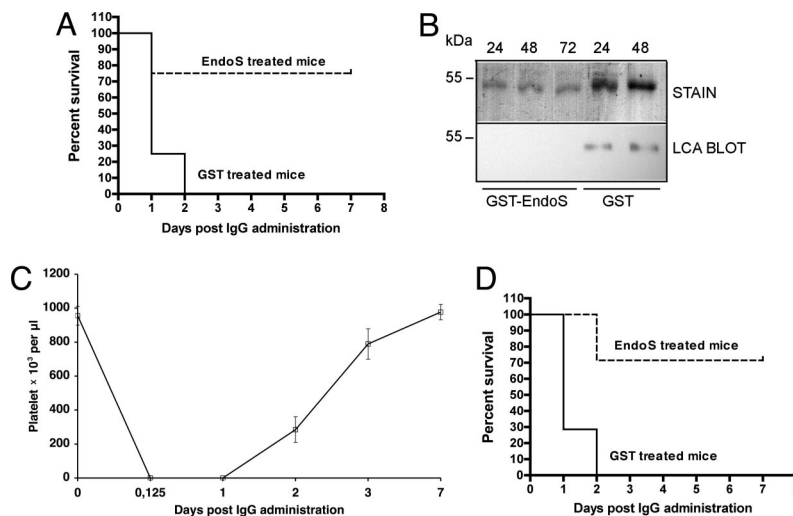 A
110
100
90
80
70
60
50
40
30
20
10
0
Percent survival
EndoS treated mice
GST treated mice
0 1 2 3 4 5 6 7 8
Days post IgG administration
B
kDa
24 48 72 24 48
55
STAIN
55
LCA BLOT
GST-EndoS GST
C
1200
1000
800
600
400
200
0
Platelet × 10³ per µl
0 0,125 1 2 3 7
Days post IgG administration
D
110
100
90
80
70
60
50
40
30
20
10
0
Percent survival
EndoS treated mice
GST treated mice
0 1 2 3 4 5 6 7
Days post IgG administration